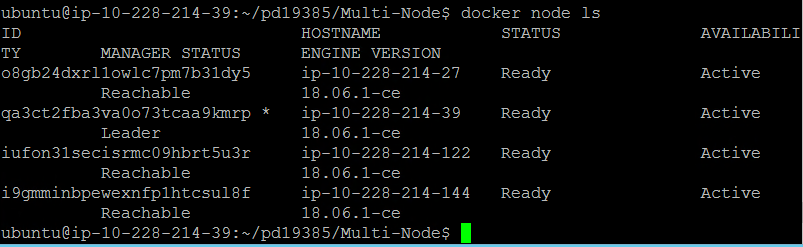 ubuntu@ip-10-228-214-39:~/pd19385/Multi-Node$ docker node ls
ID HOSTNAME STATUS AVAILABILI
TY MANAGER STATUS ENGINE VERSION
o8gb24dxrl1owlc7pm7b31dy5 ip-10-228-214-27 Ready Active
Reachable 18.06.1-ce
qa3ct2fba3va0o73tcaa9kmrp * ip-10-228-214-39 Ready Active
Leader 18.06.1-ce
iufon31secisrmc09hbrt5u3r ip-10-228-214-122 Ready Active
Reachable 18.06.1-ce
i9gmminbpewexnfp1htcsul8f ip-10-228-214-144 Ready Active
Reachable 18.06.1-ce
ubuntu@ip-10-228-214-39:~/pd19385/Multi-Node$